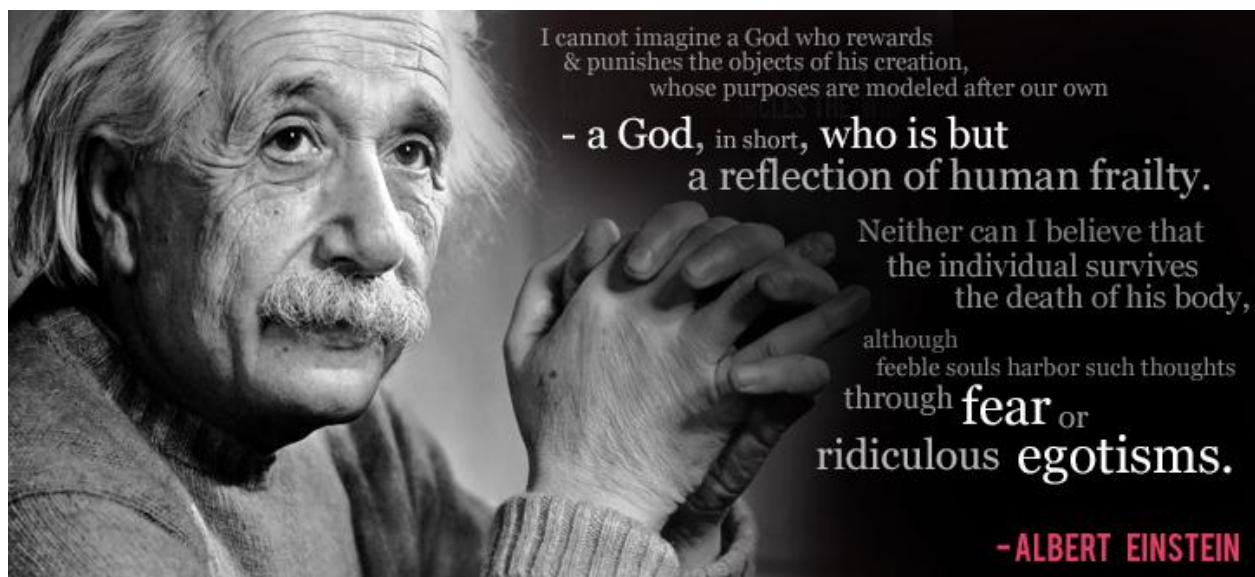 I cannot imagine a God who rewards
& punishes the objects of his creation,
whose purposes are modeled after our own
- a God, in short, who is but
a reflection of human frailty.
Neither can I believe that
the individual survives
the death of his body,
although
feeble souls harbor such thoughts
through fear or
ridiculous egotisms.
-ALBERT EINSTEIN